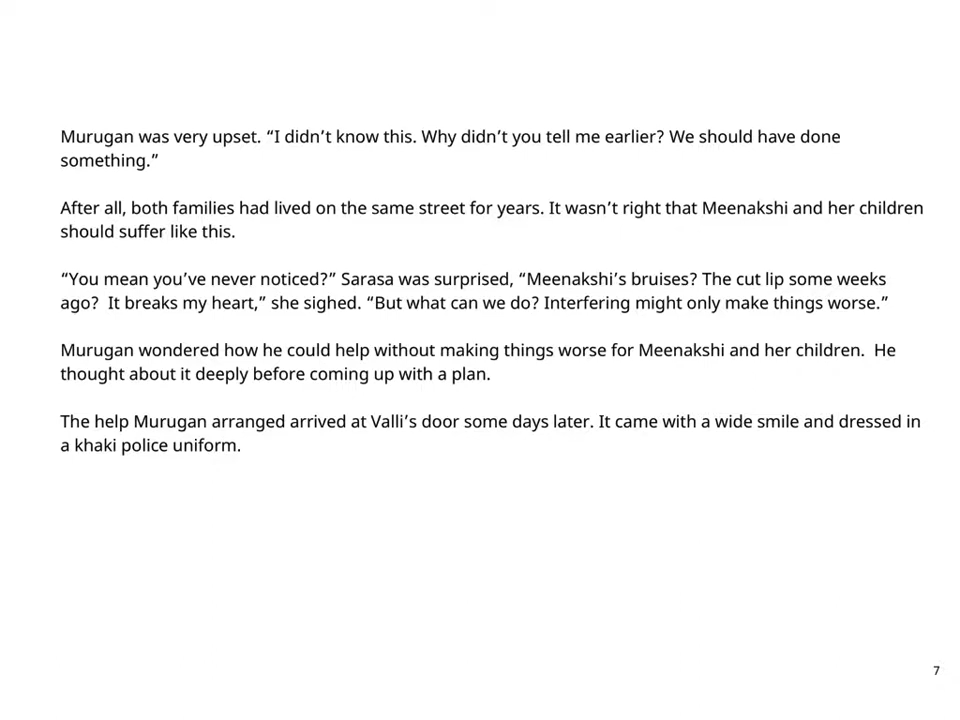 Murugan was very upset. “I didn’t know this. Why didn’t you tell me earlier? We should have done
something.”
After all, both families had lived on the same street for years. It wasn’t right that Meenakshi and her children
should suffer like this.
“You mean you’ve never noticed?” Sarasa was surprised, “Meenakshi’s bruises? The cut lip some weeks
ago?  It breaks my heart,” she sighed. “But what can we do? Interfering might only make things worse.”
Murugan wondered how he could help without making things worse for Meenakshi and her children.  He
thought about it deeply before coming up with a plan.
The help Murugan arranged arrived at Valli’s door some days later. It came with a wide smile and dressed in
a khaki police uniform.
7